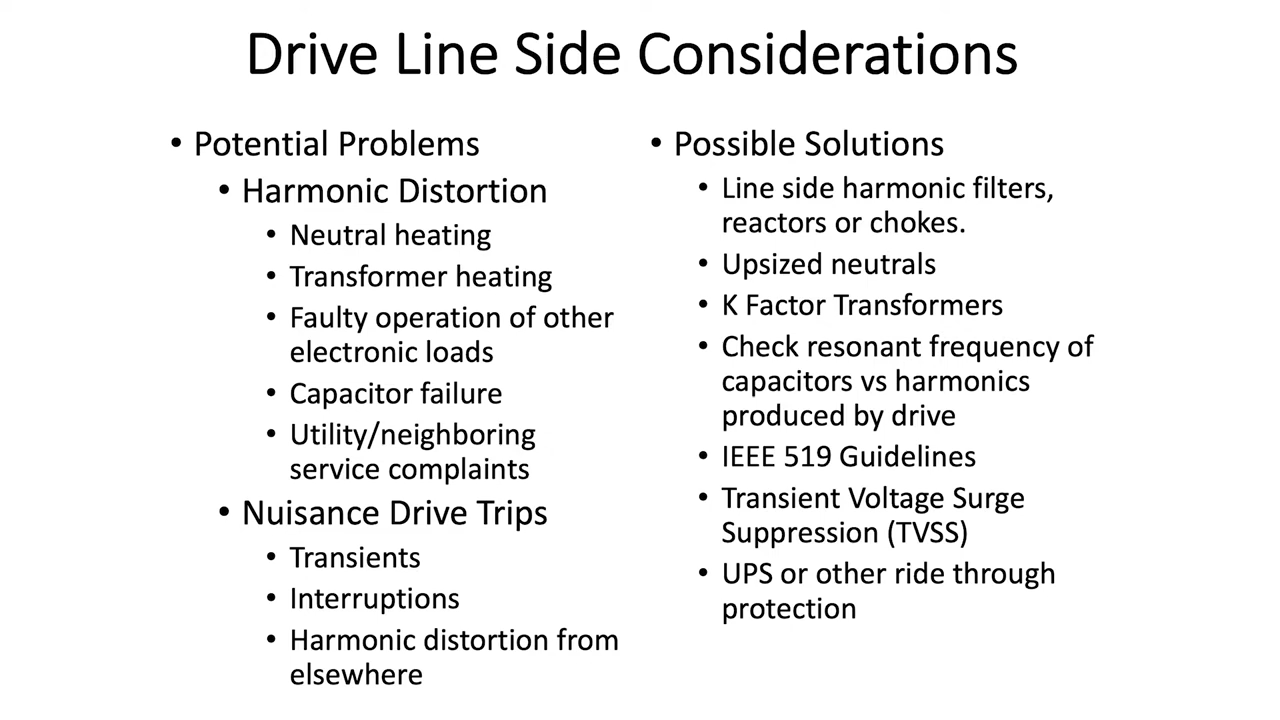 Drive Line Side Considerations
• Potential Problems
• Harmonic Distortion
• Neutral heating
• Transformer heating
• Faulty operation of other
electronic loads
• Capacitor failure
• Utility/neighboring
service complaints
• Nuisance Drive Trips
• Transients
• Interruptions
• Harmonic distortion from
elsewhere
• Possible Solutions
• Line side harmonic filters,
reactors or chokes.
• Upsized neutrals
• K Factor Transformers
• Check resonant frequency of
capacitors vs harmonics
produced by drive
• IEEE 519 Guidelines
• Transient Voltage Surge
Suppression (TVSS)
• UPS or other ride through
protection